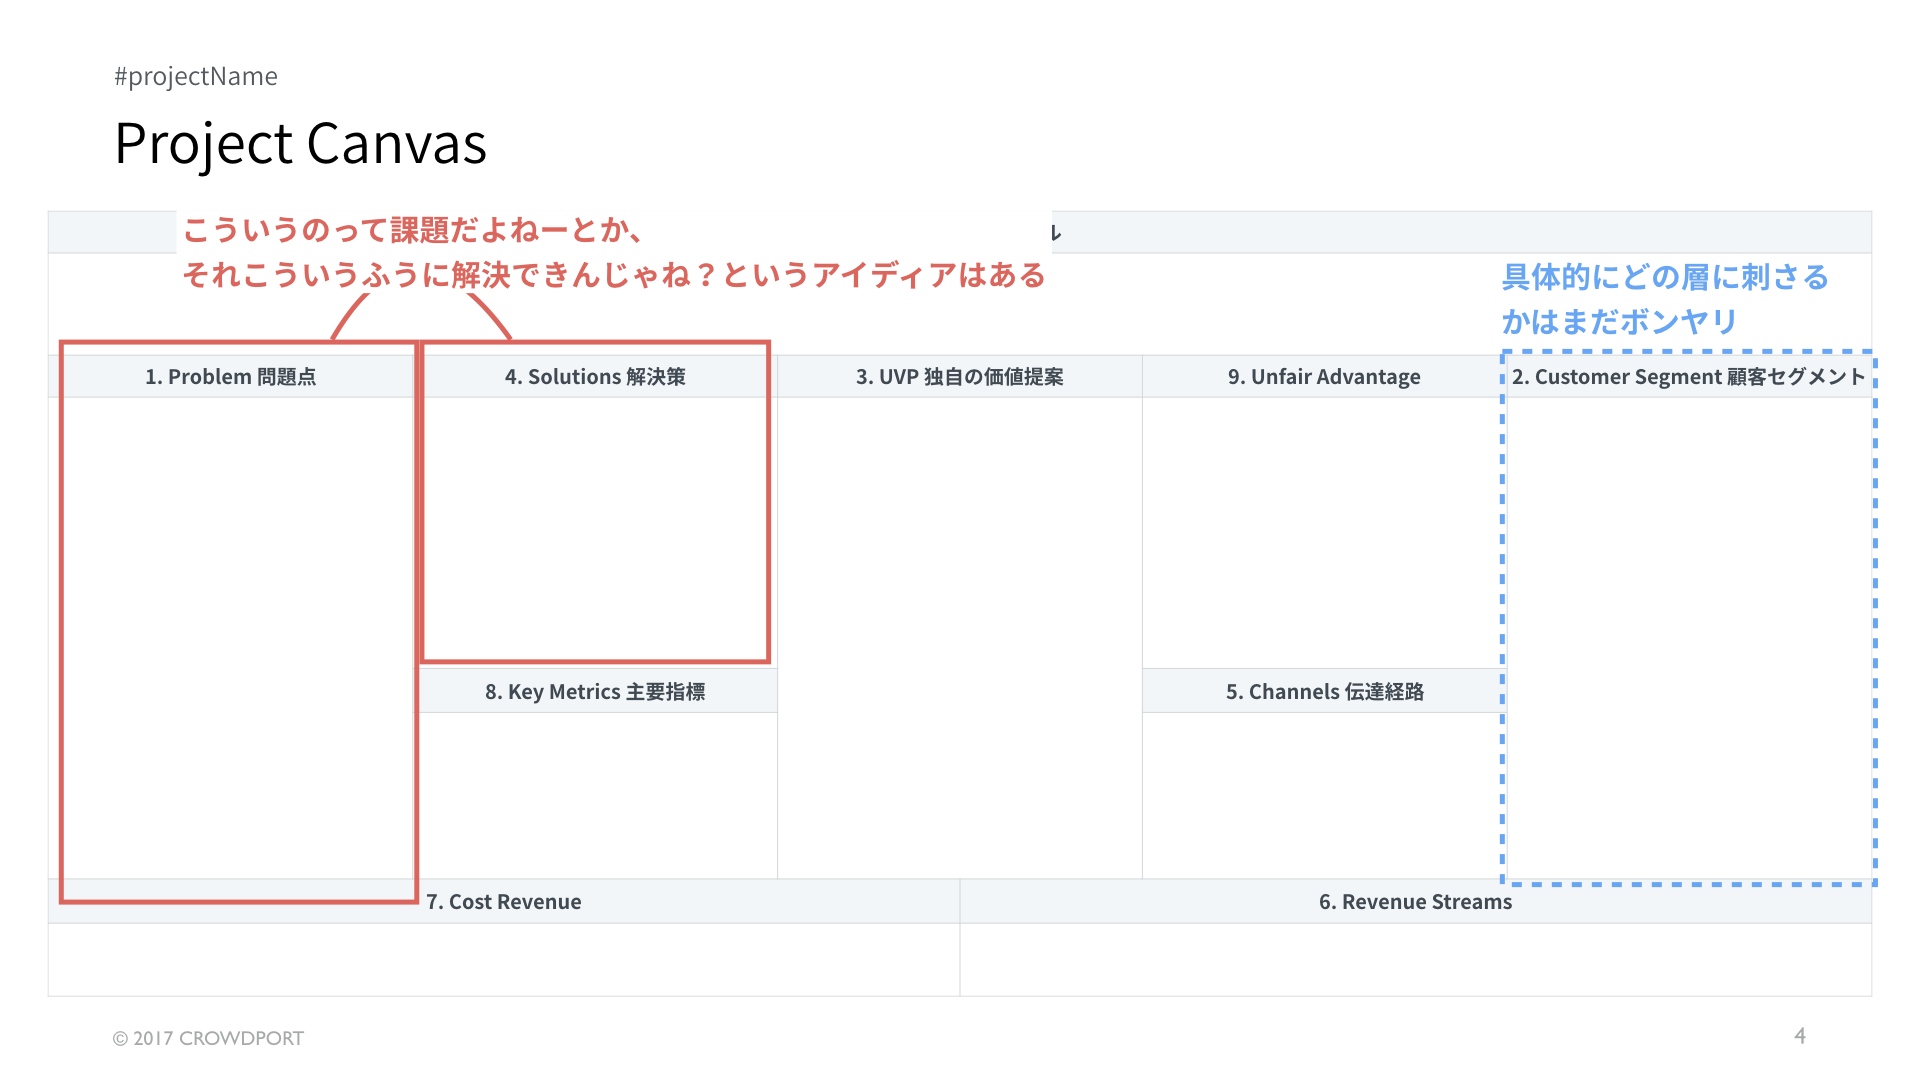 #projectName
Project Canvas
こういうのって課題だよねーとか、
それこういうふうに解決できんじゃね？というアイディアはある
ル
具体的にどの層に刺さる
かはまだボンヤリ
1. Problem 問題点
4. Solutions 解決策
3. UVP 独自の価値提案
9. Unfair Advantage
2. Customer Segment 顧客セグメント
8. Key Metrics 主要指標
5. Channels 伝達経路
7. Cost Revenue
6. Revenue Streams
© 2017 CROWDPORT
4